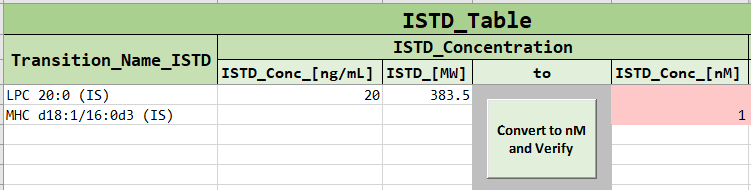 ISTD_Table
Transition_Name_ISTD
ISTD_Concentration
ISTD_Conc_[ng/mL] ISTD_[MW] to ISTD_Conc_[nM]
LPC 20:0 (IS) 20 383.5
MHC d18:1/16:0d3 (IS) 1
Convert to nM
and Verify